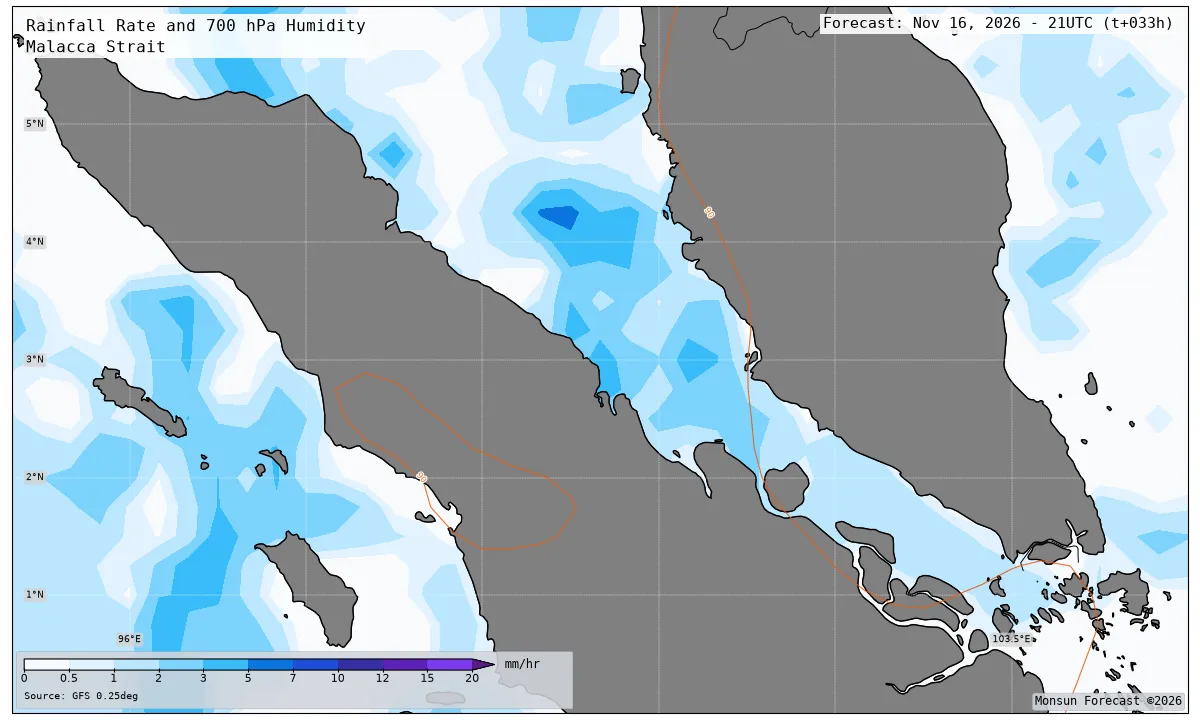 Rainfall Rate and 700 hPa Humidity
Malacca Strait
Forecast: Nov 16, 2026 - 21UTC (t+033h)
5°N
4°N
3°N
2°N
1°N
96°E
103.5°E
90
90
0 0.5 1 2 3 5 7 10 12 15 20
mm/hr
Source: GFS 0.25deg
Monsun Forecast ©2026